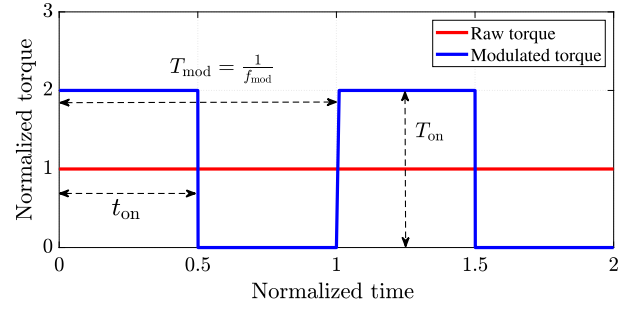 3
2
1
0
Normalized torque
Raw torque
Modulated torque
T_mod = 1/f_mod
T_on
t_on
0 0.5 1 1.5 2
Normalized time